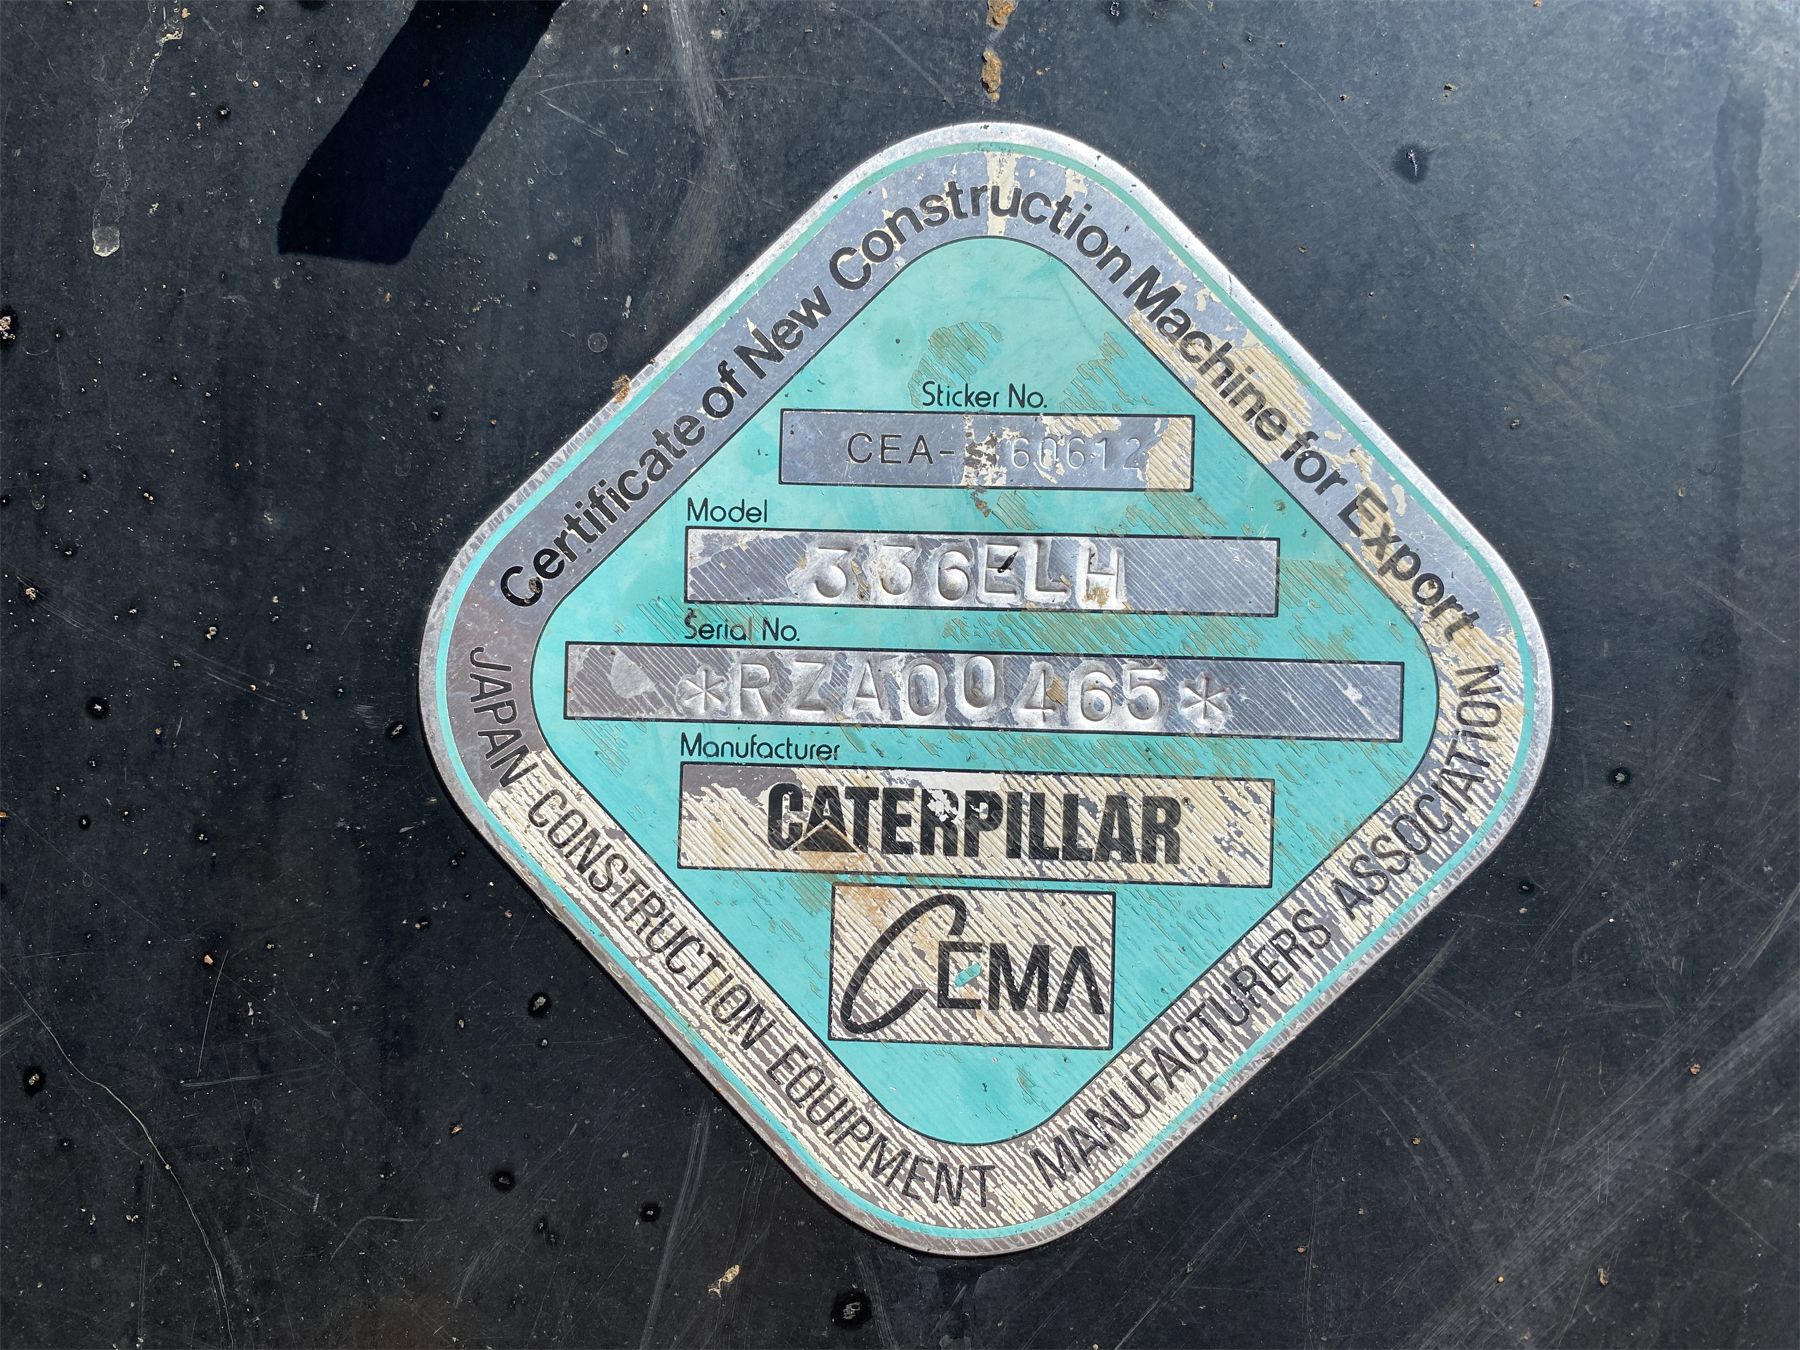 Certificate of New Construction Machine for Export
Sticker No.
CEA-
Model
336ELH
Serial No.
*RZA00465*
Manufacturer
CATERPILLAR
CEMA
JAPAN CONSTRUCTION EQUIPMENT MANUFACTURERS ASSOCIATION